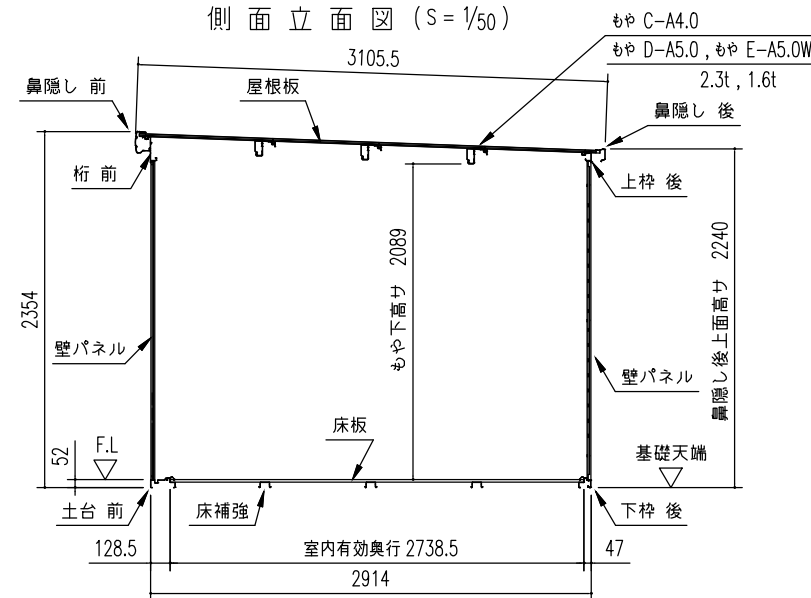 側面立面図 (S=1/50)
もや C-A4.0
もや D-A5.0 , もや E-A5.0W
2.3t , 1.6t
3105.5
鼻隠し 前
屋根板
鼻隠し 後
桁 前
上枠 後
2354
もや下高サ 2089
鼻隠し後上面高サ 2240
壁パネル
壁パネル
52
F.L
床板
基礎天端
土台 前
床補強
下枠 後
128.5
室内有効奥行 2738.5
47
2914